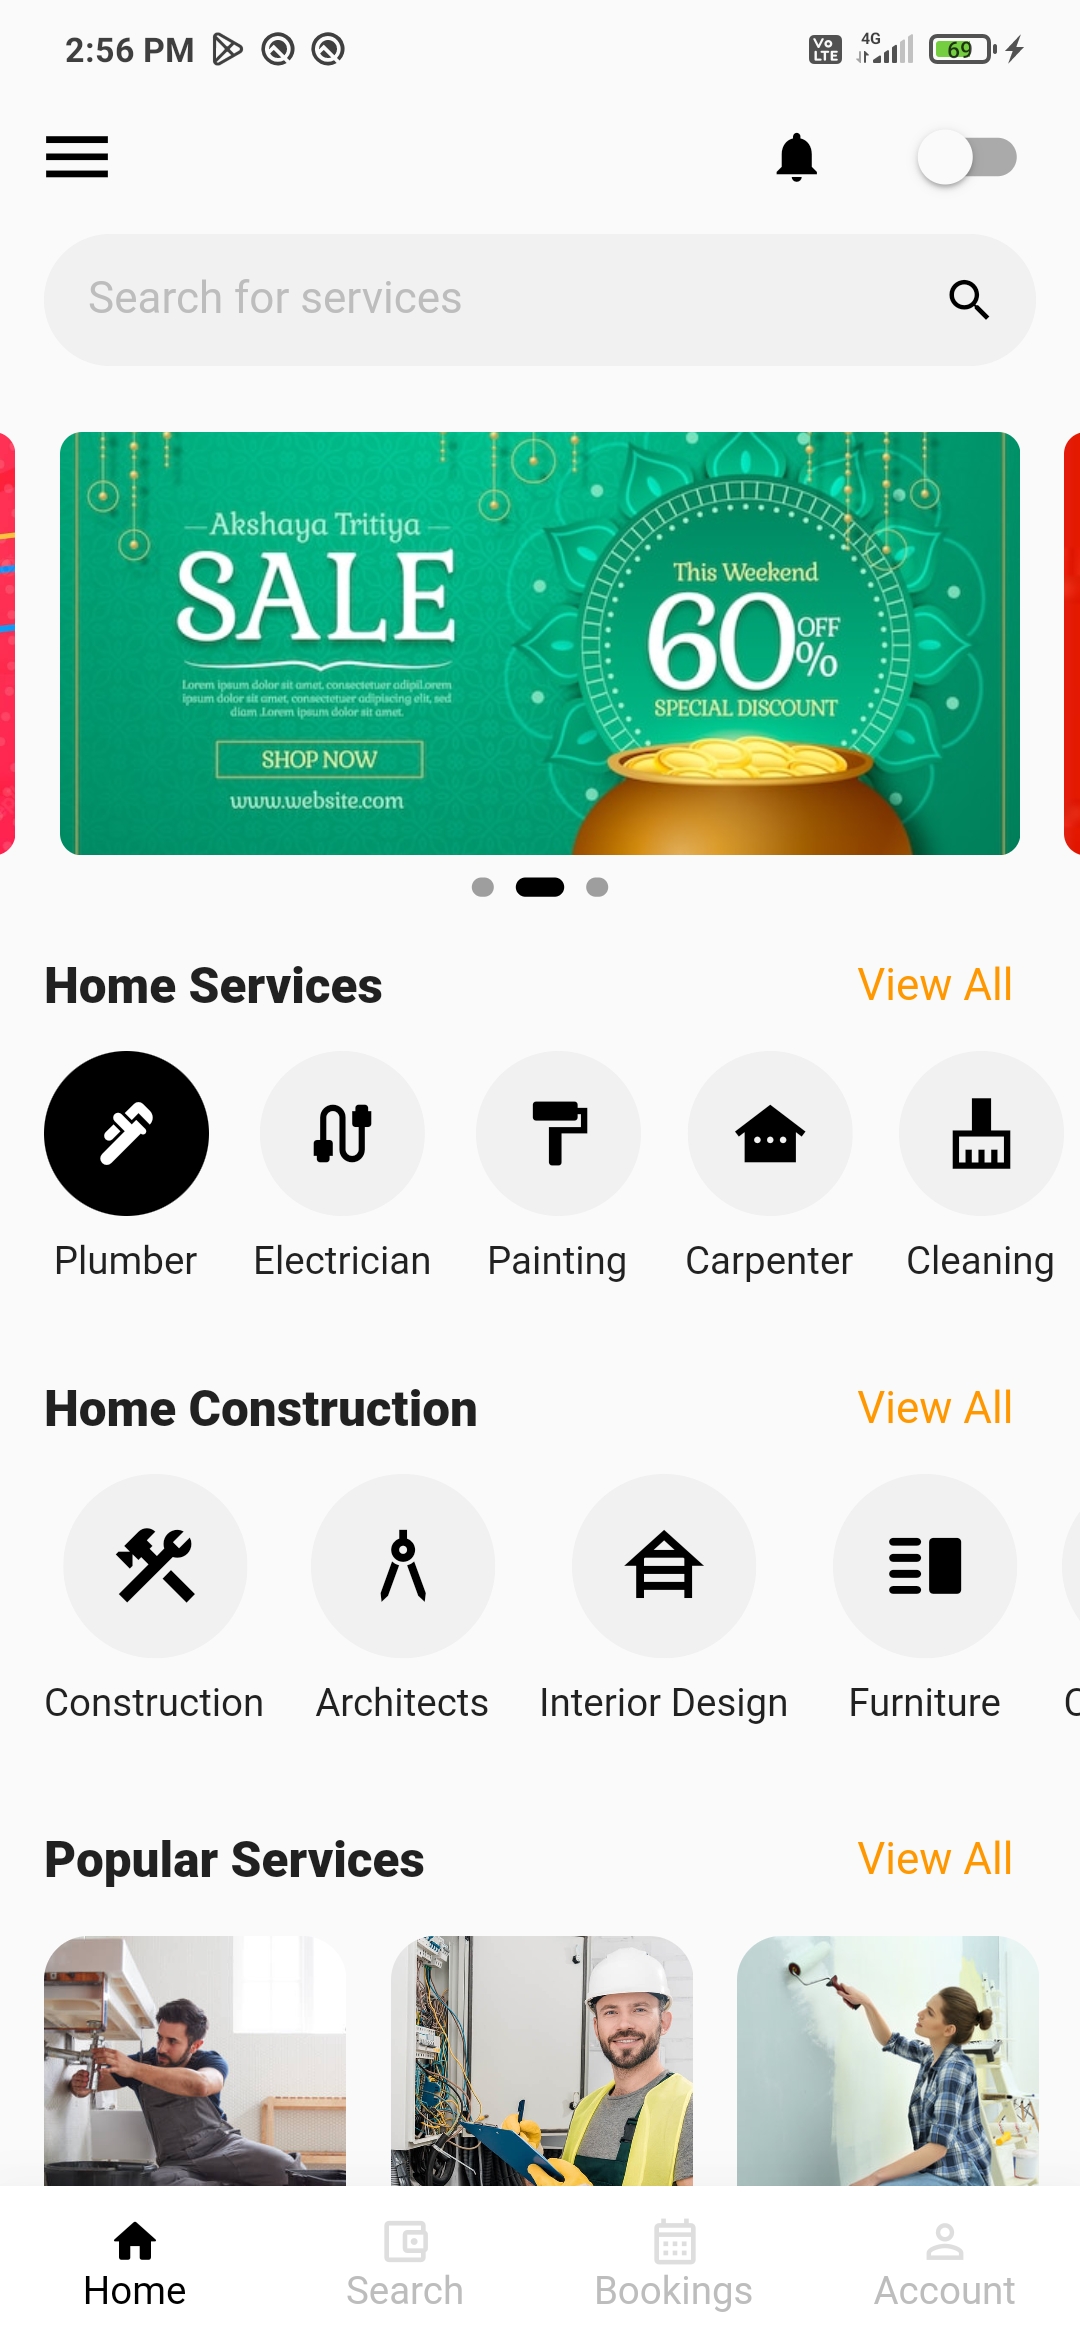 2:56 PM
Vo LTE
4G
69
Search for services
Akshaya Tritiya
SALE
Lorem ipsum dolor sit amet, consectetuer adipil.orem
ipsum dolor sit amet, consectetuer adipiscing elit, sed
diam .Lorem ipsum dolor sit amet.
SHOP NOW
www.website.com
This Weekend
60% OFF
SPECIAL DISCOUNT
Home Services
View All
Plumber
Electrician
Painting
Carpenter
Cleaning
Home Construction
View All
Construction
Architects
Interior Design
Furniture
Popular Services
View All
Home
Search
Bookings
Account